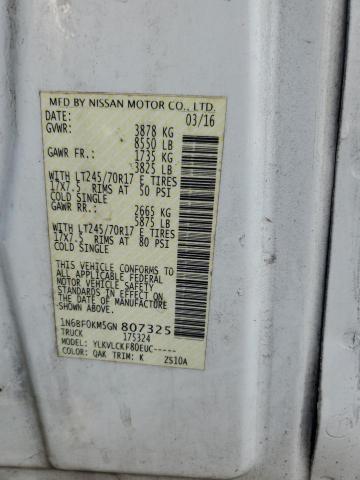 MFD BY NISSAN MOTOR CO., LTD.
DATE: 03/16
GVWR: 3878 KG
8550 LB
GAWR FR: 1735 KG
3825 LB
WITH LT245/70R17 E TIRES
17X7.5 RIMS AT 50 PSI
COLD SINGLE
GAWR RR: 2665 KG
5875 LB
WITH LT245/70R17 E TIRES
17X7.5 RIMS AT 80 PSI
COLD SINGLE
THIS VEHICLE CONFORMS TO
ALL APPLICABLE FEDERAL
MOTOR VEHICLE SAFETY
STANDARDS IN EFFECT ON
THE DATE OF MANUFACTURE
SHOWN ABOVE
1N6BF0KM5GN 807325
TRUCK 175324
MODEL: YLKVLCKF80EUC-----
COLOR: QAK TRIM: K ZS10A